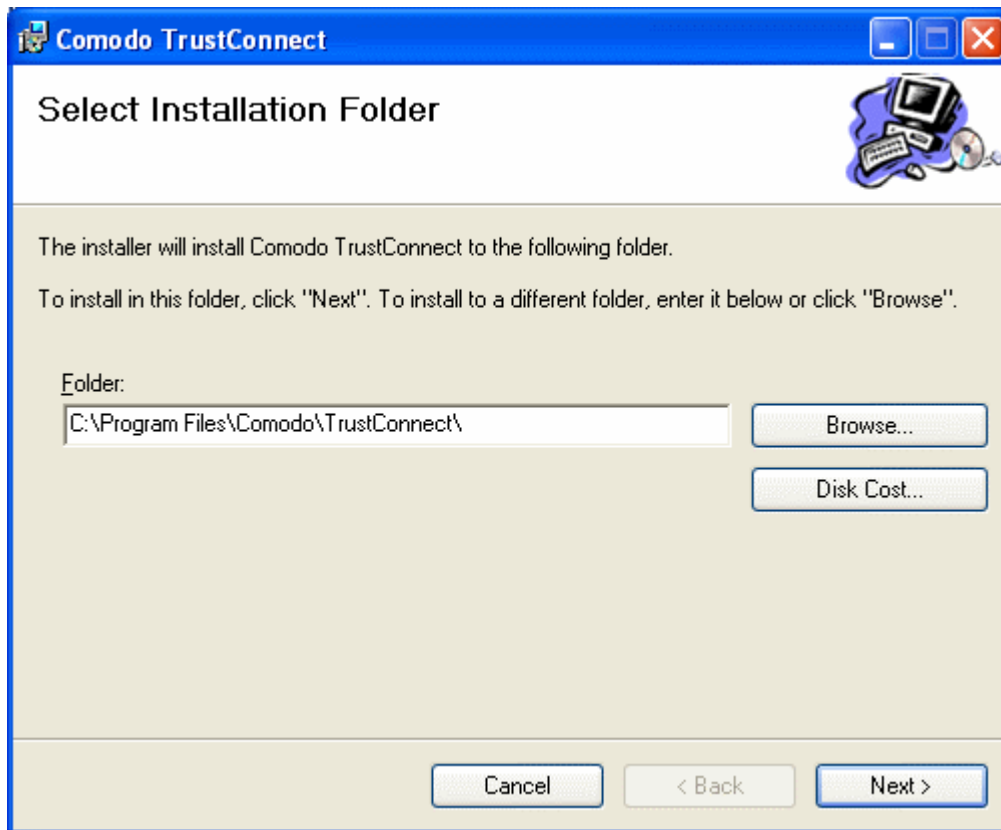 Comodo TrustConnect
Select Installation Folder
The installer will install Comodo TrustConnect to the following folder.
To install in this folder, click "Next". To install to a different folder, enter it below or click "Browse".
Folder:
C:\Program Files\Comodo\TrustConnect\
Browse...
Disk Cost...
Cancel
< Back
Next >